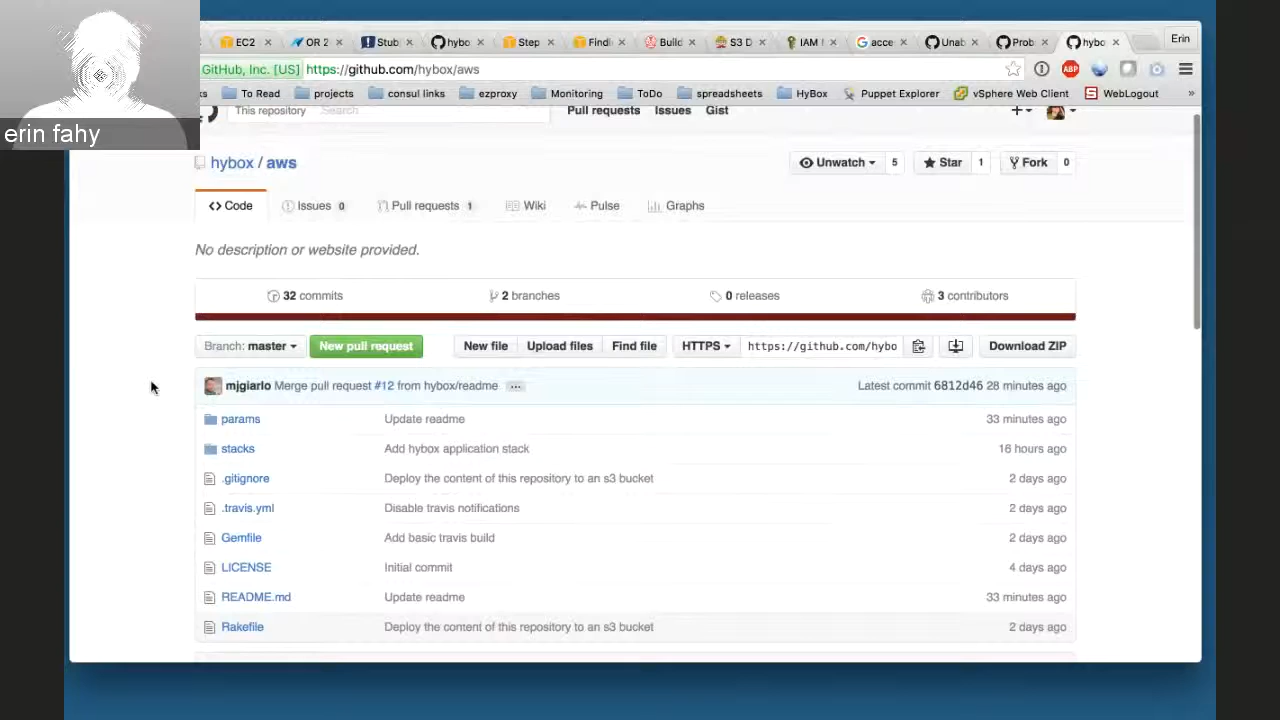 EC2 × OR 2 × Stub × hybo × Step × Findi × Build × S3 D × IAM × acce × Unab × Prob × hybo × Erin
GitHub, Inc. [US] https://github.com/hybox/aws ABP
ks To Read projects consul links ezproxy Monitoring ToDo spreadsheets HyBox Puppet Explorer vSphere Web Client WebLogout »
This repository Search Pull requests Issues Gist
erin fahy
hybox / aws Unwatch 5 Star 1 Fork 0
Code Issues 0 Pull requests 1 Wiki Pulse Graphs
No description or website provided.
32 commits 2 branches 0 releases 3 contributors
Branch: master New pull request New file Upload files Find file HTTPS https://github.com/hybo Download ZIP
mjgiarlo Merge pull request #12 from hybox/readme … Latest commit 6812d46 28 minutes ago
params Update readme 33 minutes ago
stacks Add hybox application stack 16 hours ago
.gitignore Deploy the content of this repository to an s3 bucket 2 days ago
.travis.yml Disable travis notifications 2 days ago
Gemfile Add basic travis build 2 days ago
LICENSE Initial commit 4 days ago
README.md Update readme 33 minutes ago
Rakefile Deploy the content of this repository to an s3 bucket 2 days ago